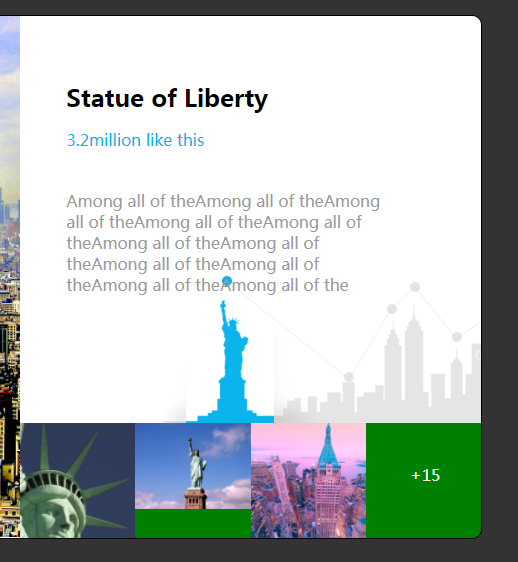 Statue of Liberty
3.2million like this
Among all of theAmong all of theAmong
all of theAmong all of theAmong all of
theAmong all of theAmong all of
theAmong all of theAmong all of
theAmong all of theAmong all of the
+15